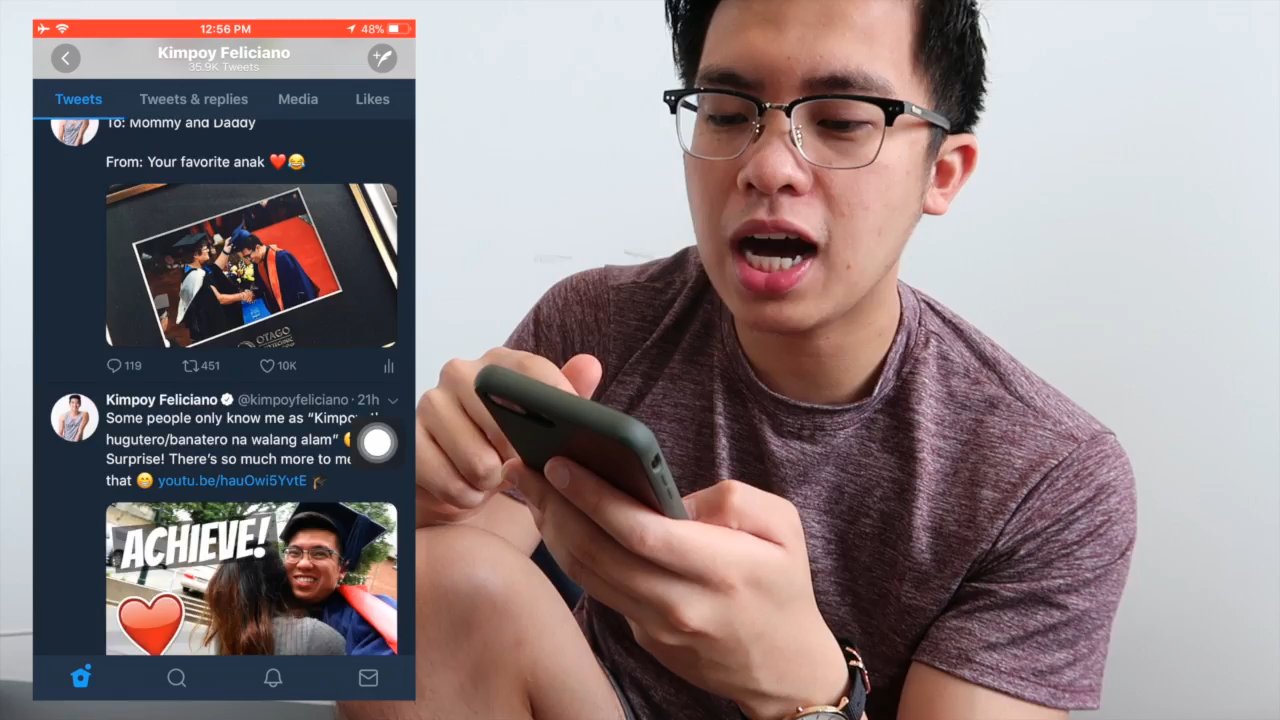 12:56 PM
48%
Kimpoy Feliciano
35.9K Tweets
Tweets
Tweets & replies
Media
Likes
To: Mommy and Daddy
From: Your favorite anak ❤️😂
OTAGO
119
451
10K
Kimpoy Feliciano @kimpoyfeliciano · 21h
Some people only know me as “Kimpoy
hugutero/banatero na walang alam”
Surprise! There’s so much more to me
that 😁 youtu.be/hauOwi5YvtE 🎓
ACHIEVE!